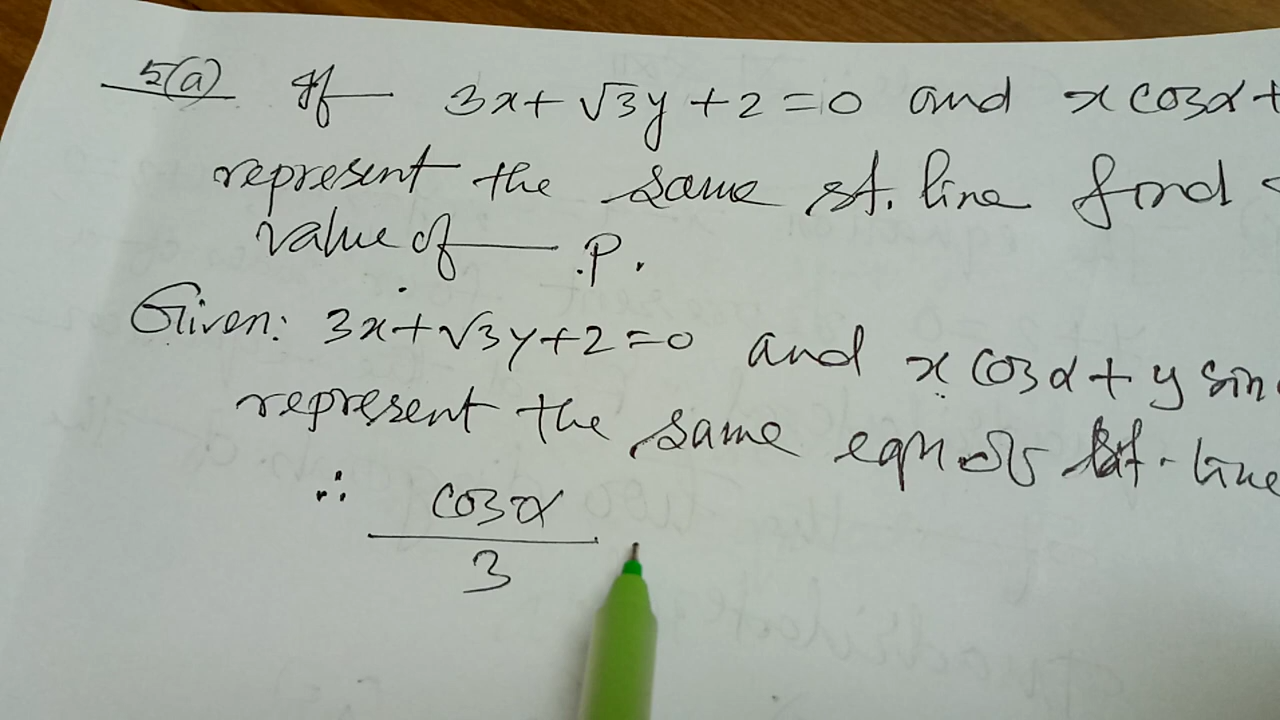 5(a) If 3x + √3y + 2 = 0 and x cosα +
represent the same st. line find
value of P.
Given: 3x + √3y + 2 = 0 and x cosα + y sin
represent the same eqn of st. line
∴ cosα
3